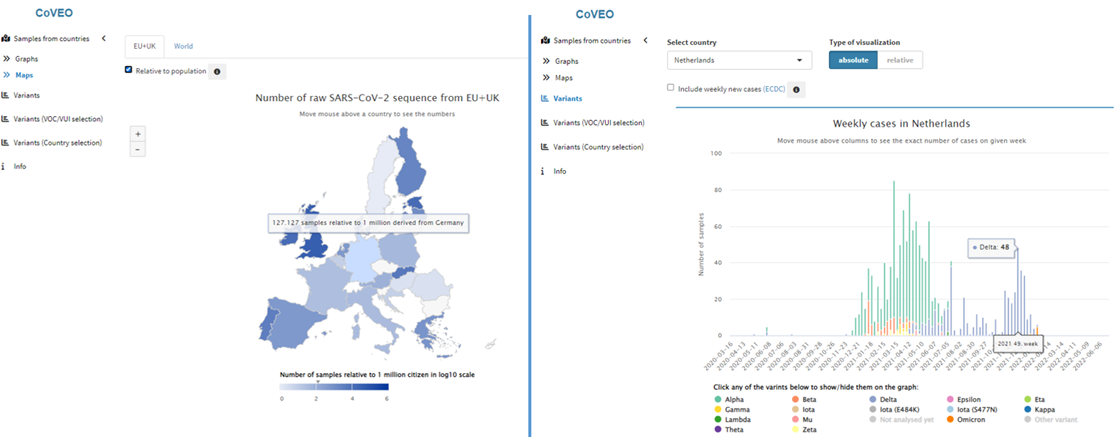 CoVEO
Samples from countries
Graphs
Maps
Variants
Variants (VOC/VUI selection)
Variants (Country selection)
Info
EU+UK
World
Relative to population
Number of raw SARS-CoV-2 sequence from EU+UK
Move mouse above a country to see the numbers
+
−
127.127 samples relative to 1 million derived from Germany
Number of samples relative to 1 million citizen in log10 scale
0 2 4 6
CoVEO
Samples from countries
Graphs
Maps
Variants
Variants (VOC/VUI selection)
Variants (Country selection)
Info
Select country
Netherlands
Type of visualization
absolute
relative
Include weekly new cases (ECDC)
Weekly cases in Netherlands
Move mouse above columns to see the exact number of cases on given week
Number of samples
100
80
60
40
20
0
Delta: 48
2021 49. week
2020-03-16
2020-04-13
2020-05-11
2020-06-08
2020-07-06
2020-08-03
2020-08-31
2020-09-28
2020-10-26
2020-11-23
2020-12-21
2021-01-18
2021-02-15
2021-03-15
2021-04-12
2021-05-10
2021-06-07
2021-07-05
2021-08-02
2021-08-30
2021-09-27
2022-02-14
2022-03-14
2022-04-11
2022-05-09
2022-06-06
Click any of the varints below to show/hide them on the graph:
Alpha Beta Delta Epsilon Eta
Gamma Iota Iota (E484K) Iota (S477N) Kappa
Lambda Mu Not analysed yet Omicron Other variant
Theta Zeta